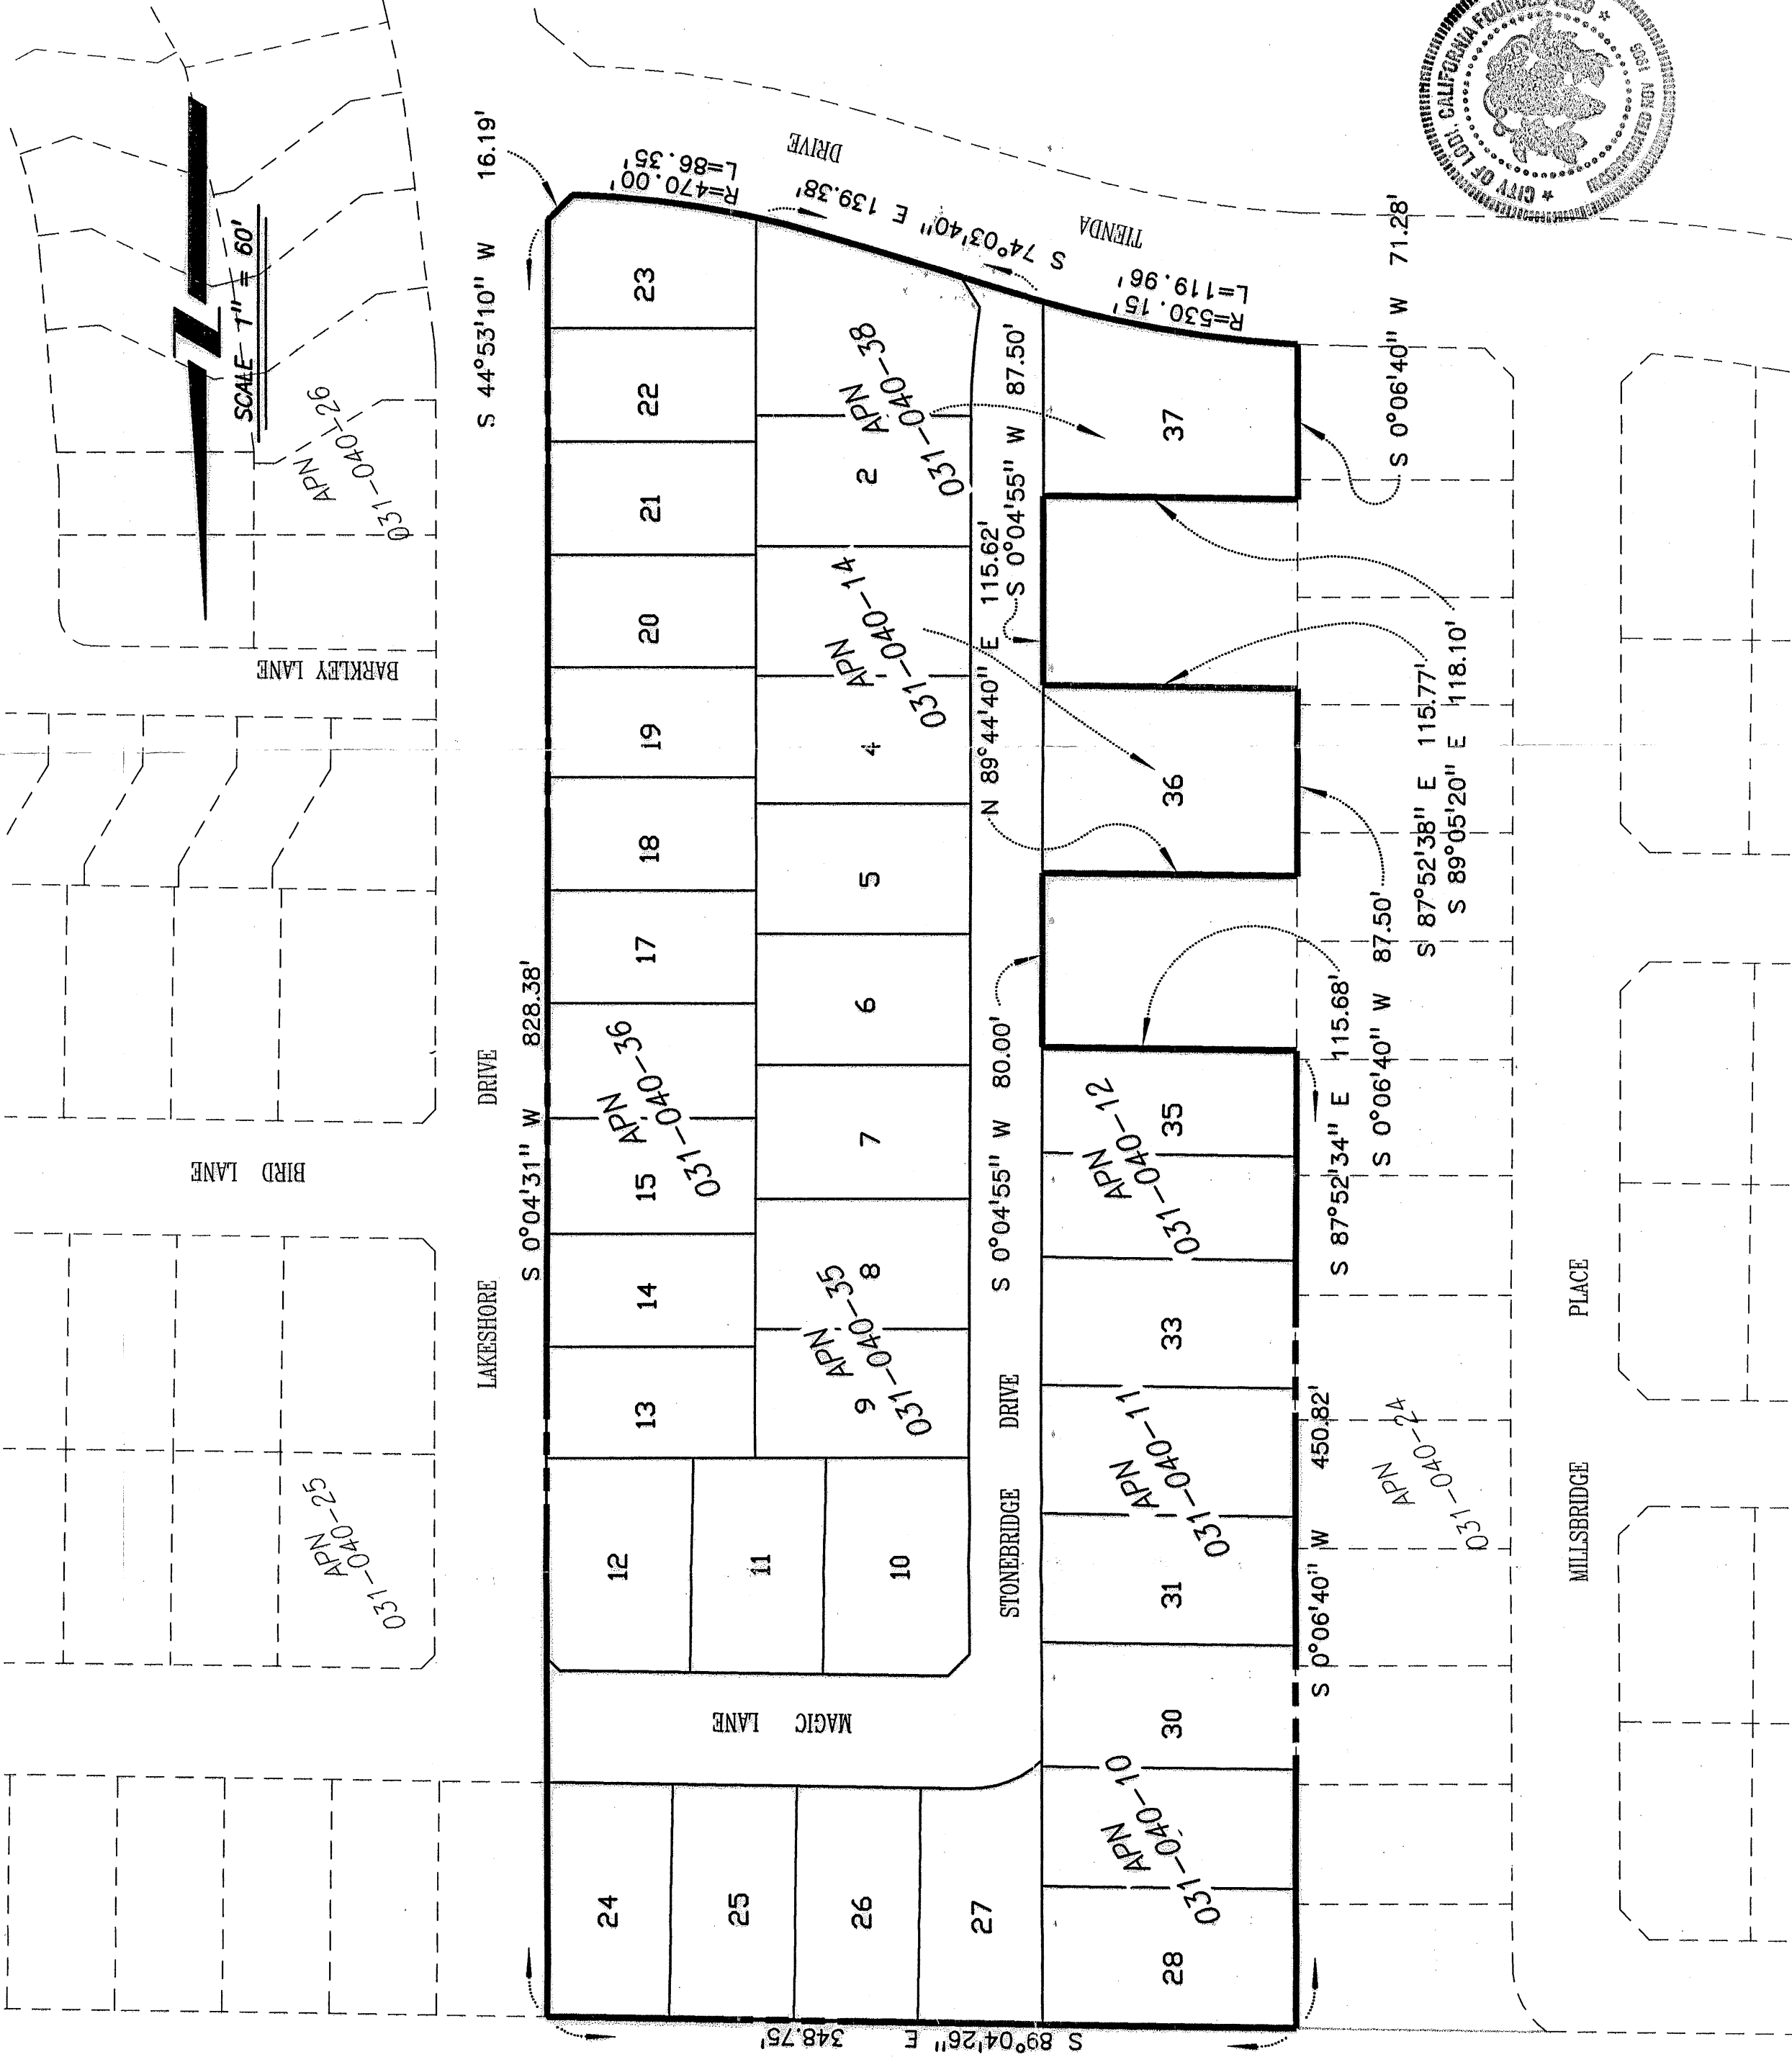 CITY OF LODI, CALIFORNIA FOUNDED
INCORPORATED NOV 1906
SCALE 1" = 60'
APN
031-040-26
BARKLEY LANE
BIRD LANE
APN
031-040-25
LAKESHORE DRIVE
S 44°53'10" W 16.19'
S 0°04'31" W 828.38'
R=470.00'
L=86.35'
S 74°03'40" E 139.38'
TIENDA DRIVE
R=530.15'
L=119.96'
12
13
14
15
APN
031-040-36
17
18
19
20
21
22
23
11
10
9
8
APN
031-040-35
7
6
5
4
APN
031-040-14
2
APN
031-040-38
MAGIC LANE
STONEBRIDGE DRIVE
S 0°04'55" W 80.00'
N 89°44'40" E 115.62'
S 0°04'55" W 87.50'
24
25
26
27
28
APN
031-040-10
30
31
APN
031-040-11
33
APN
031-040-12
35
36
37
S 89°04'26" E 348.75'
S 0°06'40" W 450.82'
S 87°52'34" E 115.68'
S 0°06'40" W 87.50'
S 87°52'38" E 115.77'
S 89°05'20" E 118.10'
S 0°06'40" W 71.28'
APN
031-040-24
MILLSBRIDGE PLACE